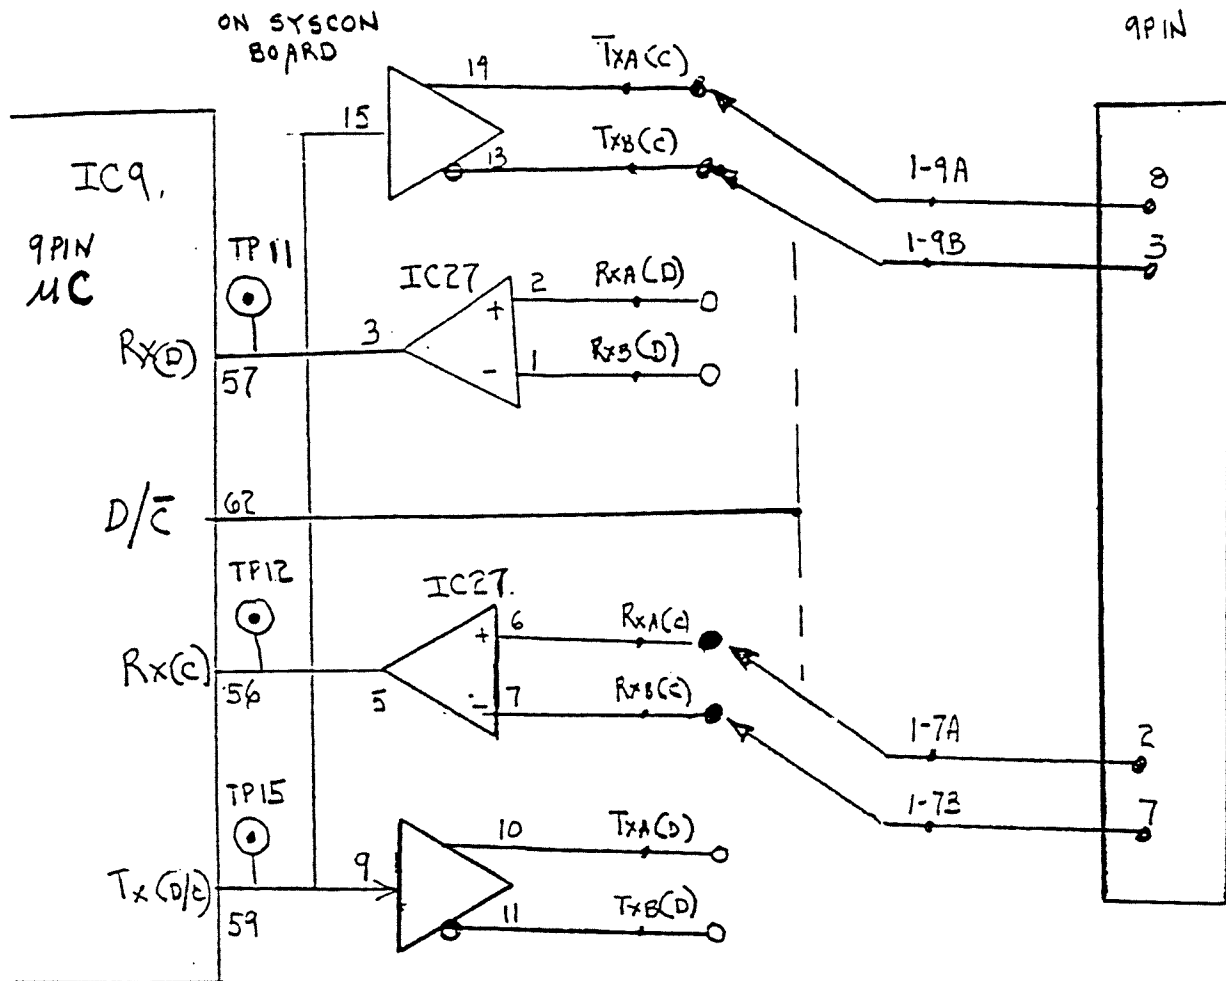 ON SYSCON
BOARD
9PIN
14
T̅xA(C)
15
TxB(C)
13
IC9.
1-9A
8
9PIN
µC
TP11
1-9B
3
IC27
2
RxA(D)
+
3
Rx(D)
RxB(D)
1
-
57
62
D/C̅
TP12
IC27.
6
RxA(C)
+
Rx(C)
56
5
RxB(C)
7
-
1-7A
2
TP15
1-7B
7
10
TxA(D)
9
Tx(D/C̅)
59
11
TxB(D)